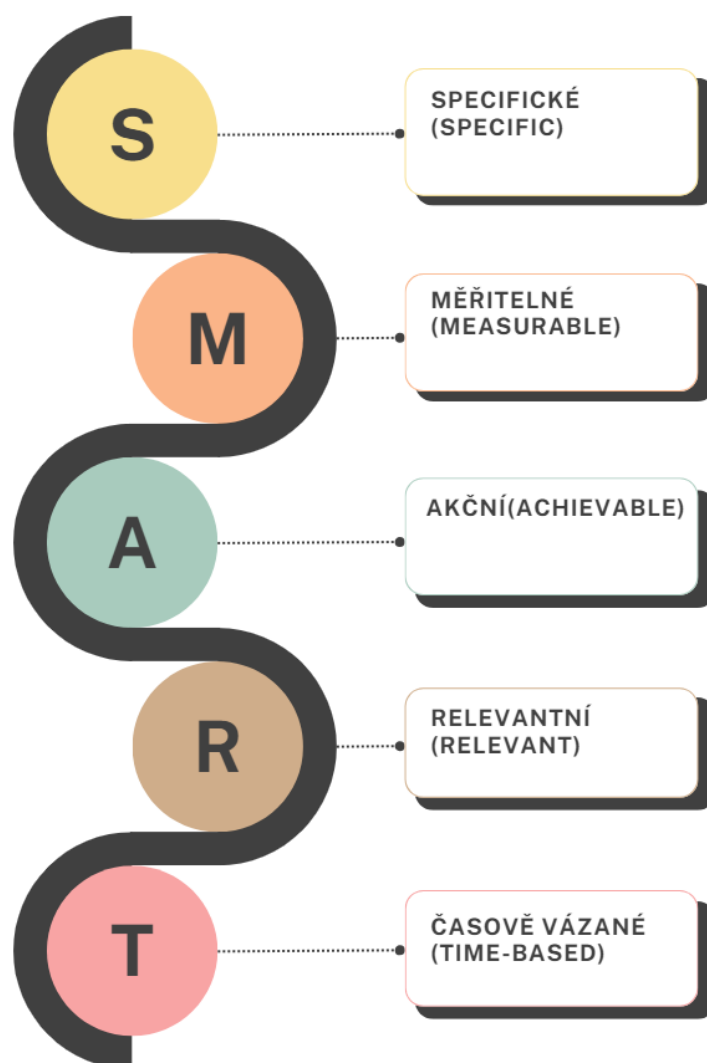 S
SPECIFICKÉ
(SPECIFIC)
M
MĚŘITELNÉ
(MEASURABLE)
A
AKČNÍ(ACHIEVABLE)
R
RELEVANTNÍ
(RELEVANT)
T
ČASOVĚ VÁZANÉ
(TIME-BASED)